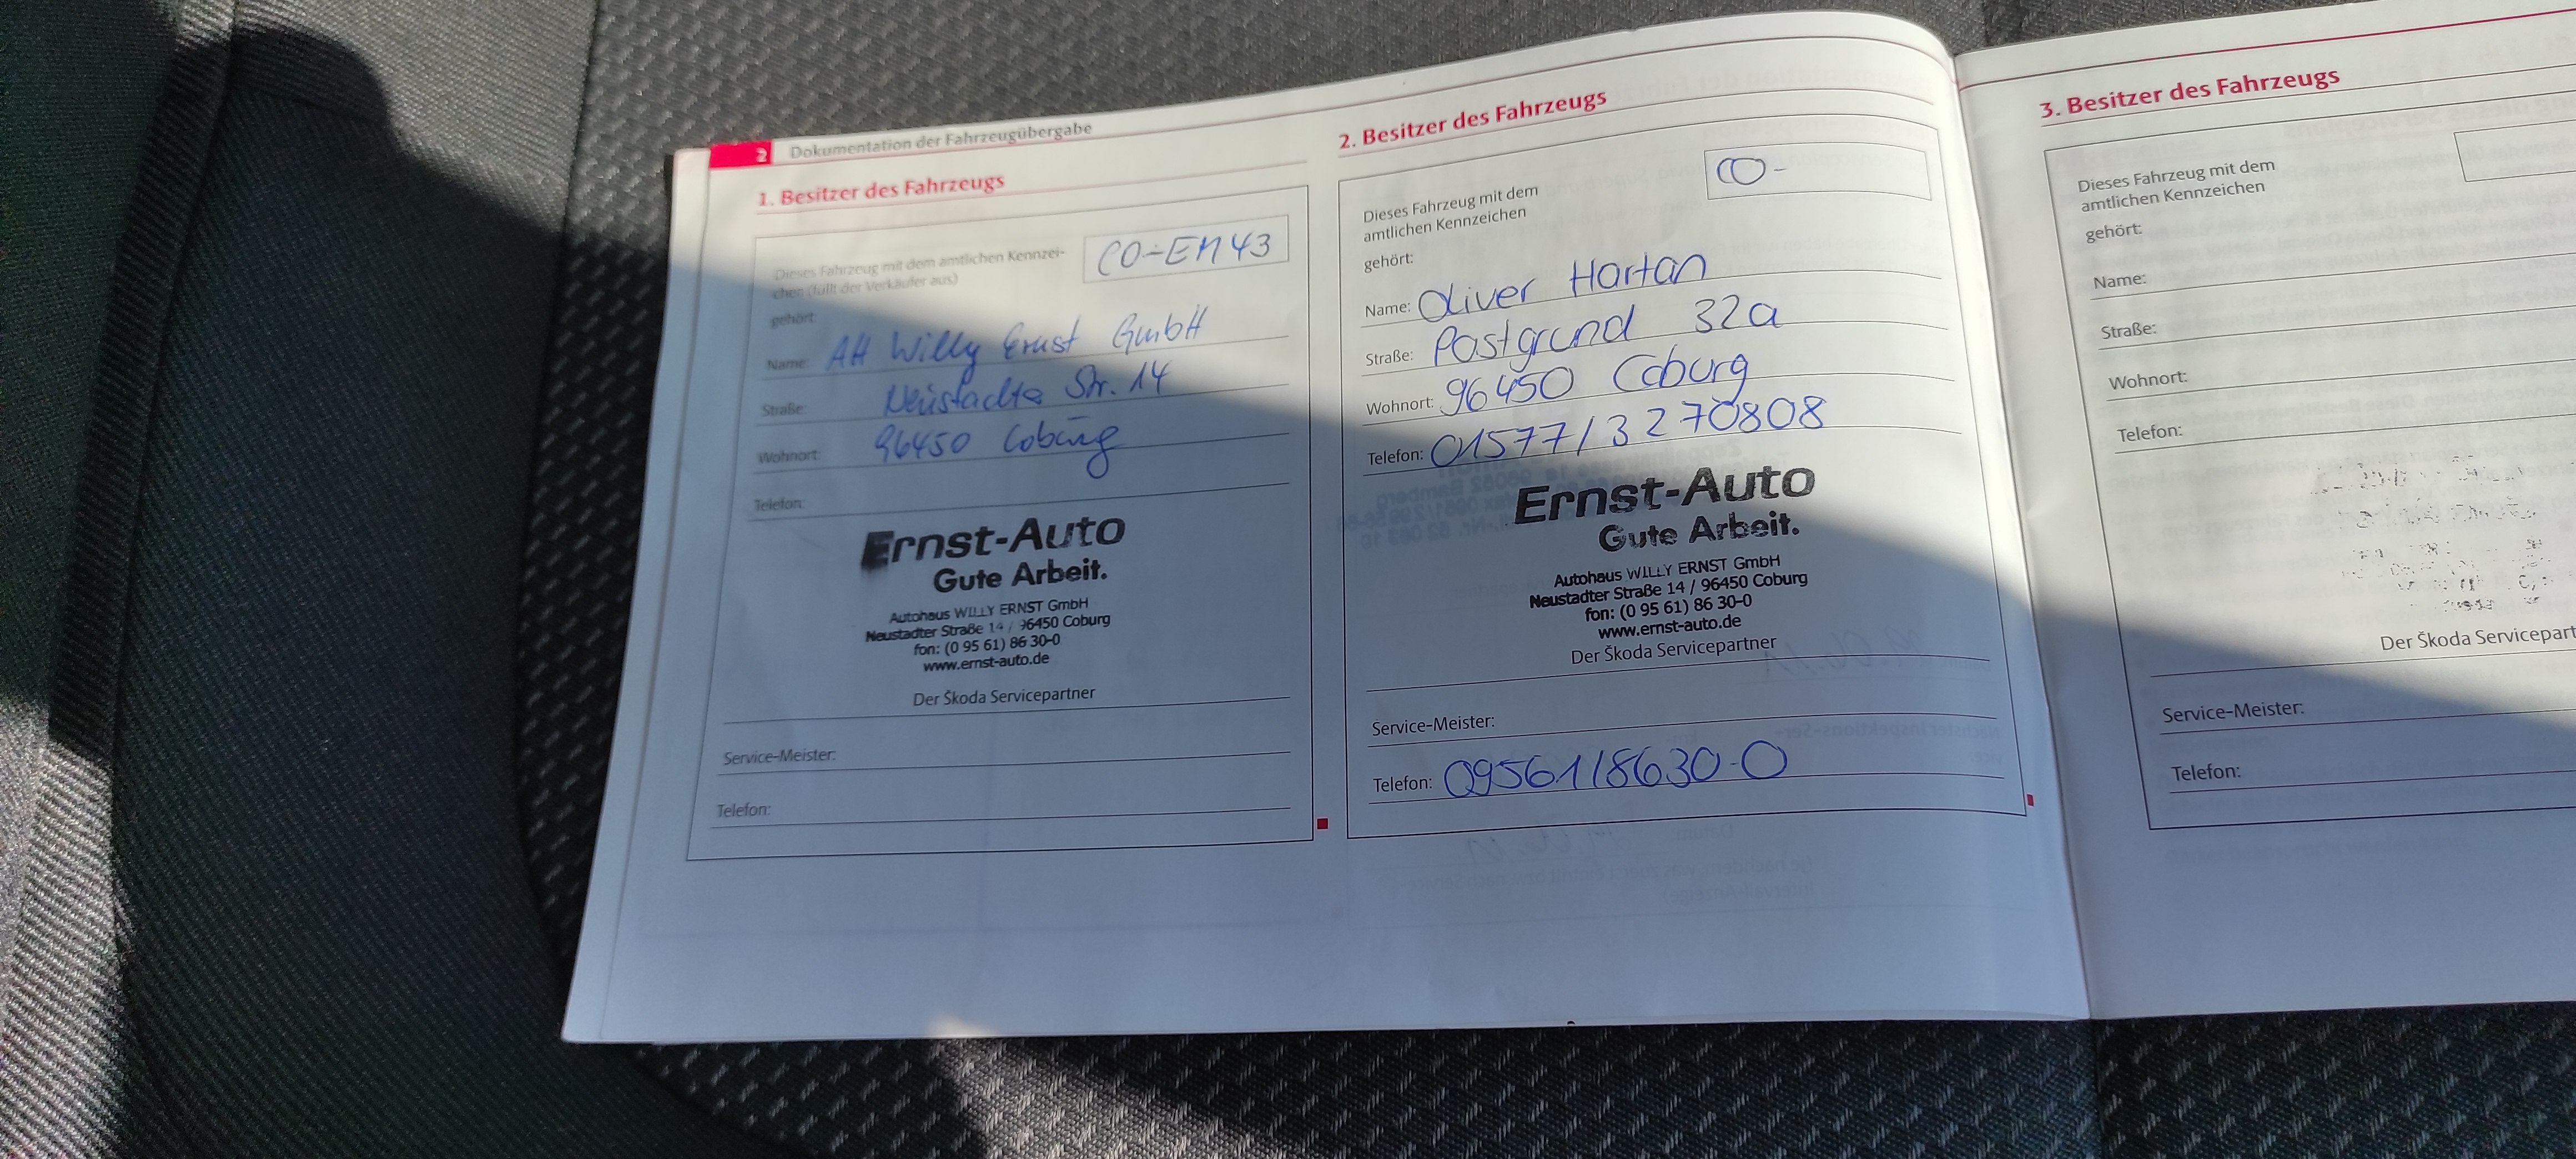 2 Dokumentation der Fahrzeugübergabe
1. Besitzer des Fahrzeugs
Dieses Fahrzeug mit dem amtlichen Kennzei-
chen (füllt der Verkäufer aus)
CO-EM 43
gehört:
Name: AH Willy Ernst GmbH
Straße: Neustadter Str. 14
Wohnort: 96450 Coburg
Telefon:
Ernst-Auto
Gute Arbeit.
Autohaus WILLY ERNST GmbH
Neustadter Straße 14 / 96450 Coburg
fon: (0 95 61) 86 30-0
www.ernst-auto.de
Der Škoda Servicepartner
Service-Meister:
Telefon:
2. Besitzer des Fahrzeugs
Dieses Fahrzeug mit dem
amtlichen Kennzeichen
CO-
gehört:
Name: Oliver Hartan
Straße: Postgrund 32a
Wohnort: 96450 Coburg
Telefon: 01577/3270808
Ernst-Auto
Gute Arbeit.
Autohaus WILLY ERNST GmbH
Neustadter Straße 14 / 96450 Coburg
fon: (0 95 61) 86 30-0
www.ernst-auto.de
Der Škoda Servicepartner
Service-Meister:
Telefon: 09561/8630-0
3. Besitzer des Fahrzeugs
Dieses Fahrzeug mit dem
amtlichen Kennzeichen
gehört:
Name:
Straße:
Wohnort:
Telefon:
Der Škoda Servicepart
Service-Meister:
Telefon: